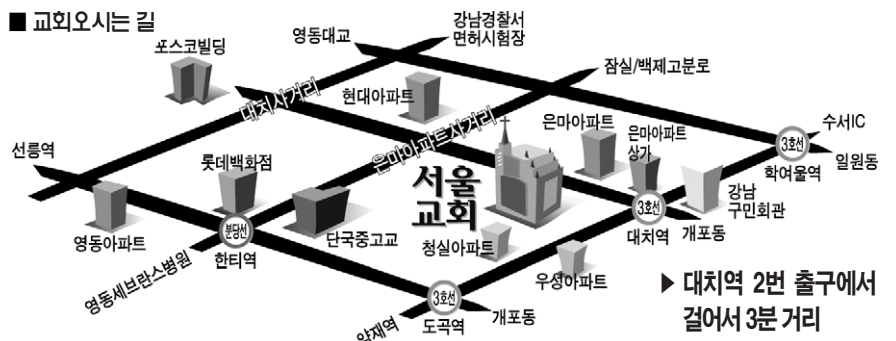 ■ 교회오시는 길
영동대교
강남경찰서
면허시험장
포스코빌딩
잠실/백제고분로
대치사거리
현대아파트
은마아파트사거리
은마아파트
은마아파트
상가
수서IC
3호선
일원동
학여울역
선릉역
롯데백화점
서울
교회
강남
구민회관
3호선
대치역
개포동
영동아파트
분당선
한티역
단국중고교
청실아파트
우성아파트
영동세브란스병원
3호선
도곡역
개포동
양재역
▶ 대치역 2번 출구에서
걸어서 3분 거리